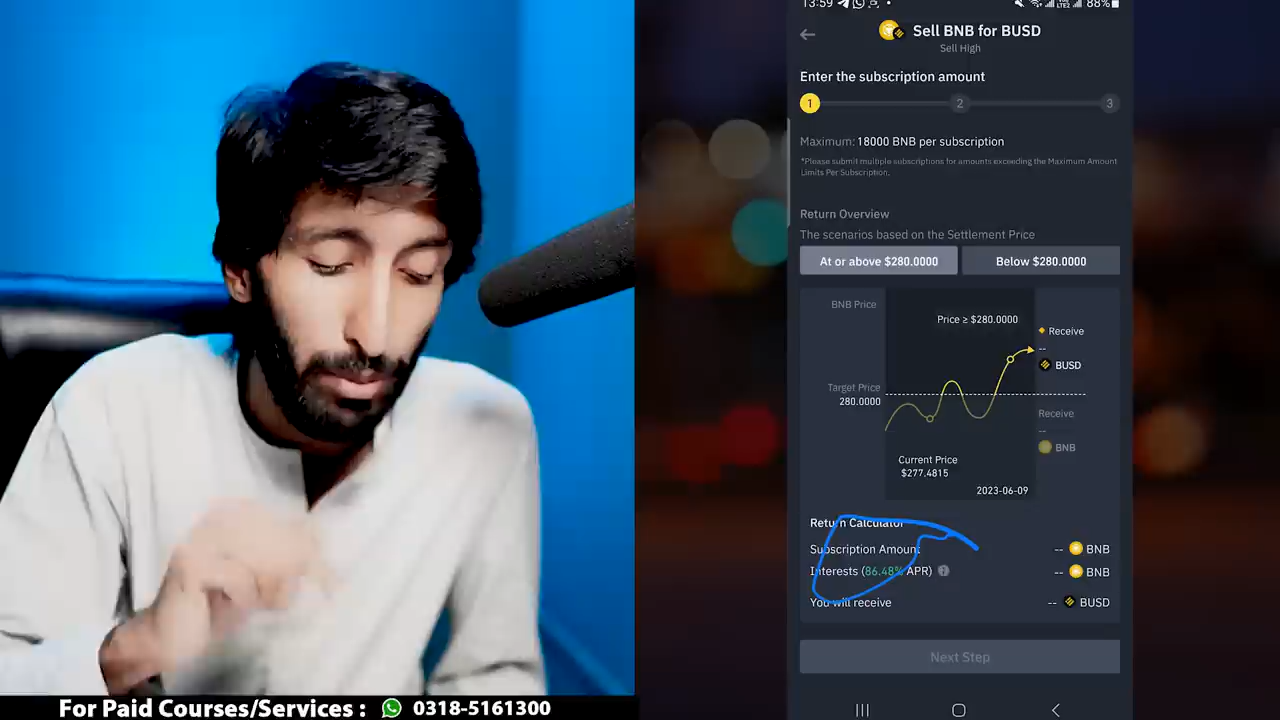 13:59
88%
Sell BNB for BUSD
Sell High
Enter the subscription amount
1 2 3
Maximum: 18000 BNB per subscription
*Please submit multiple subscriptions for amounts exceeding the Maximum Amount
Limits Per Subscription.
Return Overview
The scenarios based on the Settlement Price
At or above $280.0000 Below $280.0000
BNB Price
Price ≥ $280.0000
Receive
--
BUSD
Target Price
280.0000
Receive
--
BNB
Current Price
$277.4815
2023-06-09
Return Calculator
Subscription Amount -- BNB
Interests (86.48% APR) -- BNB
You will receive -- BUSD
Next Step
For Paid Courses/Services : 0318-5161300